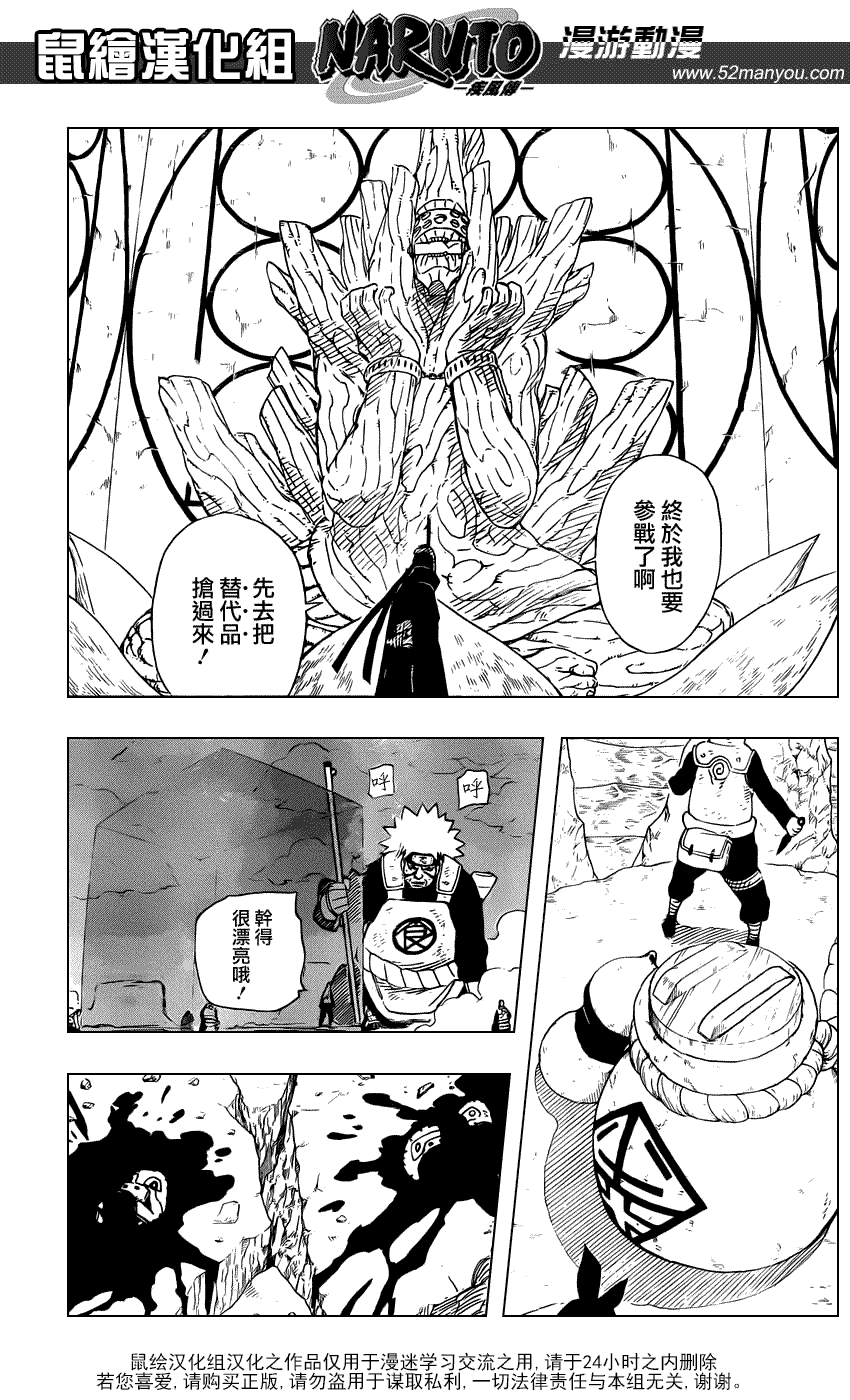 鼠繪漢化組
NARUTO
疾風傳
漫游動漫
www.52manyou.com
終於我也要
參戰了啊
先去把
替代品
搶過來！
呼
呼
食
幹得
很漂亮哦！
鼠绘汉化组汉化之作品仅用于漫迷学习交流之用,请于24小时之内删除
若您喜爱,请购买正版,请勿盗用于谋取私利,一切法律责任与本组无关,谢谢。